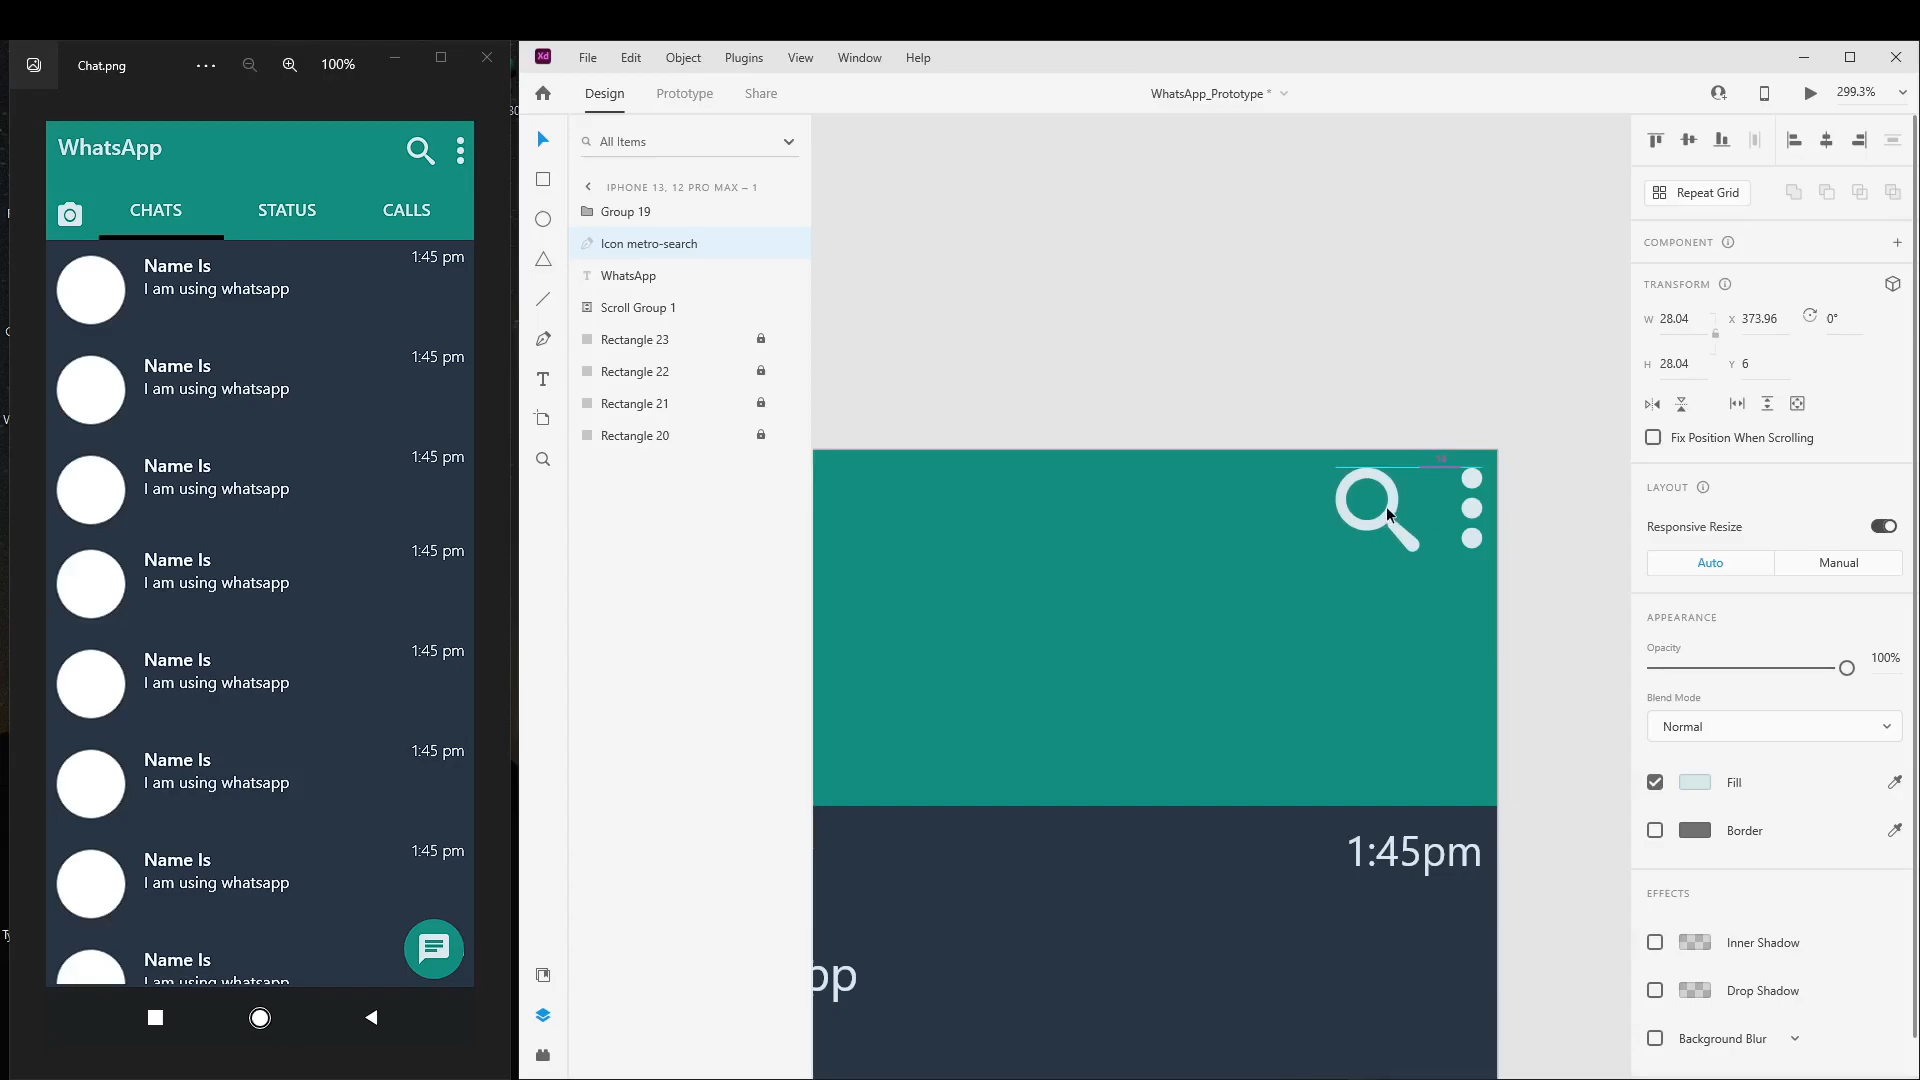 Chat.png
100%
WhatsApp
CHATS
STATUS
CALLS
Name Is
1:45 pm
I am using whatsapp
Name Is
1:45 pm
I am using whatsapp
Name Is
1:45 pm
I am using whatsapp
Name Is
1:45 pm
I am using whatsapp
Name Is
1:45 pm
I am using whatsapp
Name Is
1:45 pm
I am using whatsapp
Name Is
1:45 pm
I am using whatsapp
Name Is
I am using whatsapp
Xd
File
Edit
Object
Plugins
View
Window
Help
Design
Prototype
Share
WhatsApp_Prototype *
299.3%
All Items
IPHONE 13, 12 PRO MAX – 1
Group 19
Icon metro-search
WhatsApp
Scroll Group 1
Rectangle 23
Rectangle 22
Rectangle 21
Rectangle 20
1:45pm
pp
Repeat Grid
COMPONENT
TRANSFORM
W 28.04
X 373.96
0°
H 28.04
Y 6
Fix Position When Scrolling
LAYOUT
Responsive Resize
Auto
Manual
APPEARANCE
Opacity
100%
Blend Mode
Normal
Fill
Border
EFFECTS
Inner Shadow
Drop Shadow
Background Blur